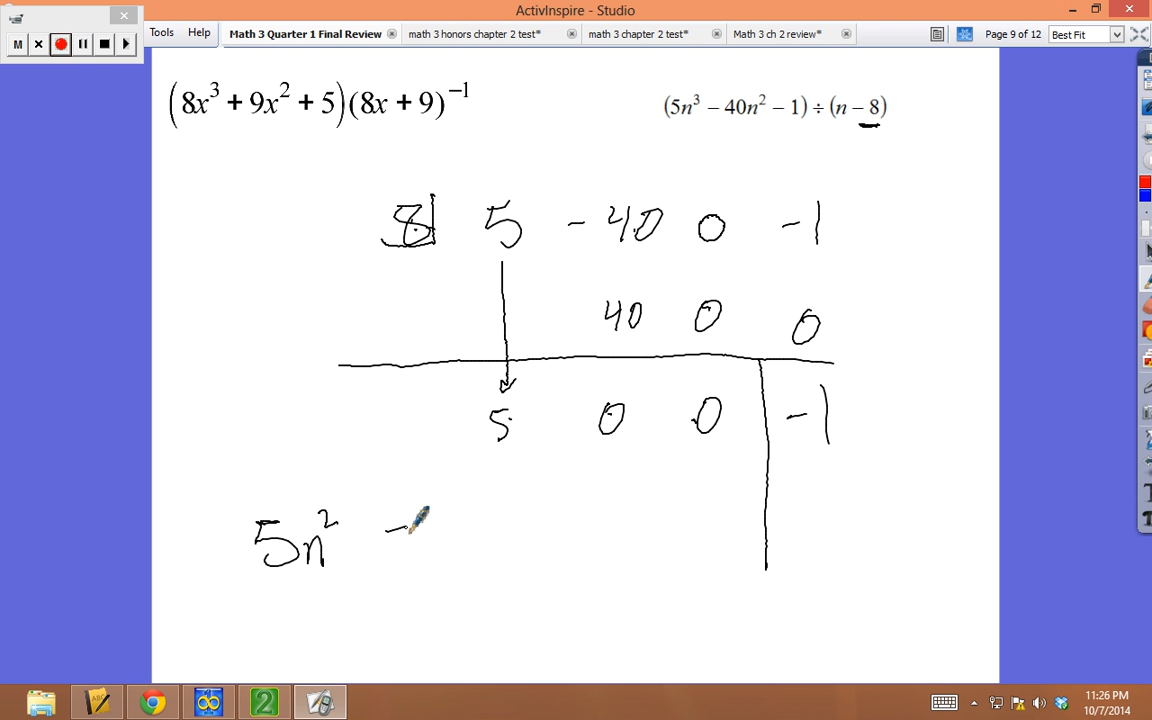 ActivInspire - Studio
M
Tools Help Math 3 Quarter 1 Final Review math 3 honors chapter 2 test* math 3 chapter 2 test* Math 3 ch 2 review* Page 9 of 12 Best Fit
(8x³ + 9x² + 5)(8x + 9)⁻¹ (5n³ − 40n² − 1) ÷ (n − 8)
8 5 - 40 0 -1
40 0 0
5 0 0 -1
5n² -
ABC 2 11:26 PM
10/7/2014